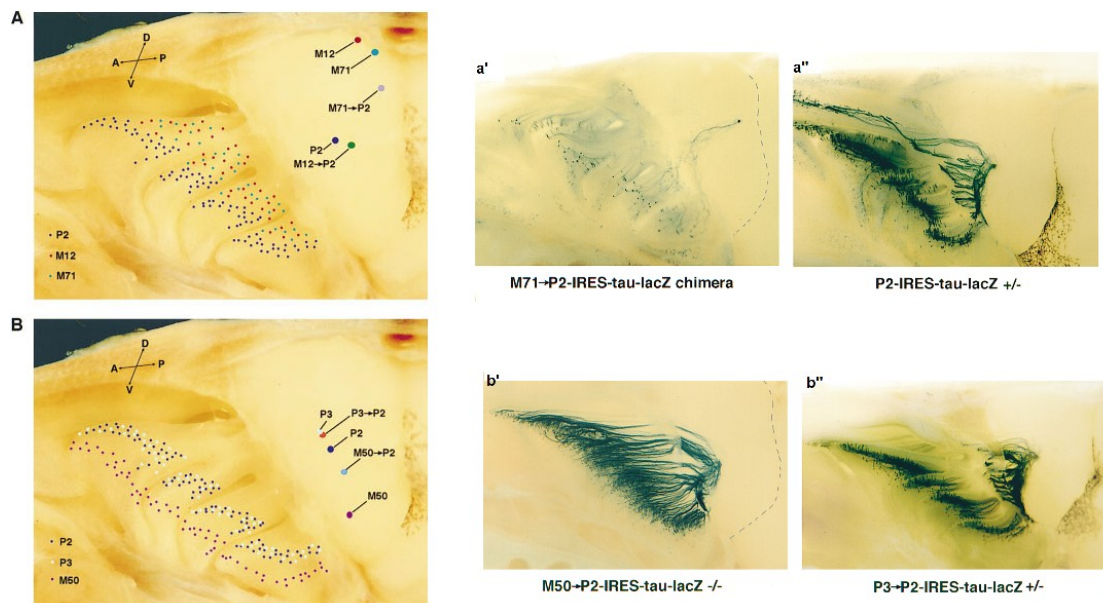 A
D
A
P
V
M12
M71
M71→P2
P2
M12→P2
P2
M12
M71
a'
M71→P2-IRES-tau-lacZ chimera
a"
P2-IRES-tau-lacZ +/-
B
D
A
P
V
P3
P3→P2
P2
M50→P2
M50
P2
P3
M50
b'
M50→P2-IRES-tau-lacZ -/-
b"
P3→P2-IRES-tau-lacZ +/-